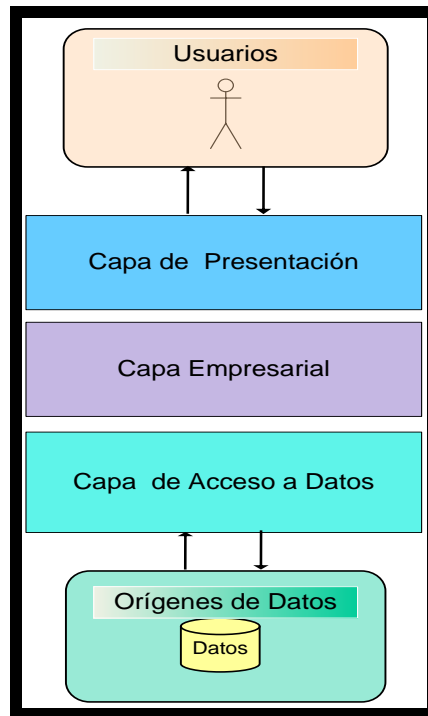 Usuarios
Capa de Presentación
Capa Empresarial
Capa de Acceso a Datos
Orígenes de Datos
Datos